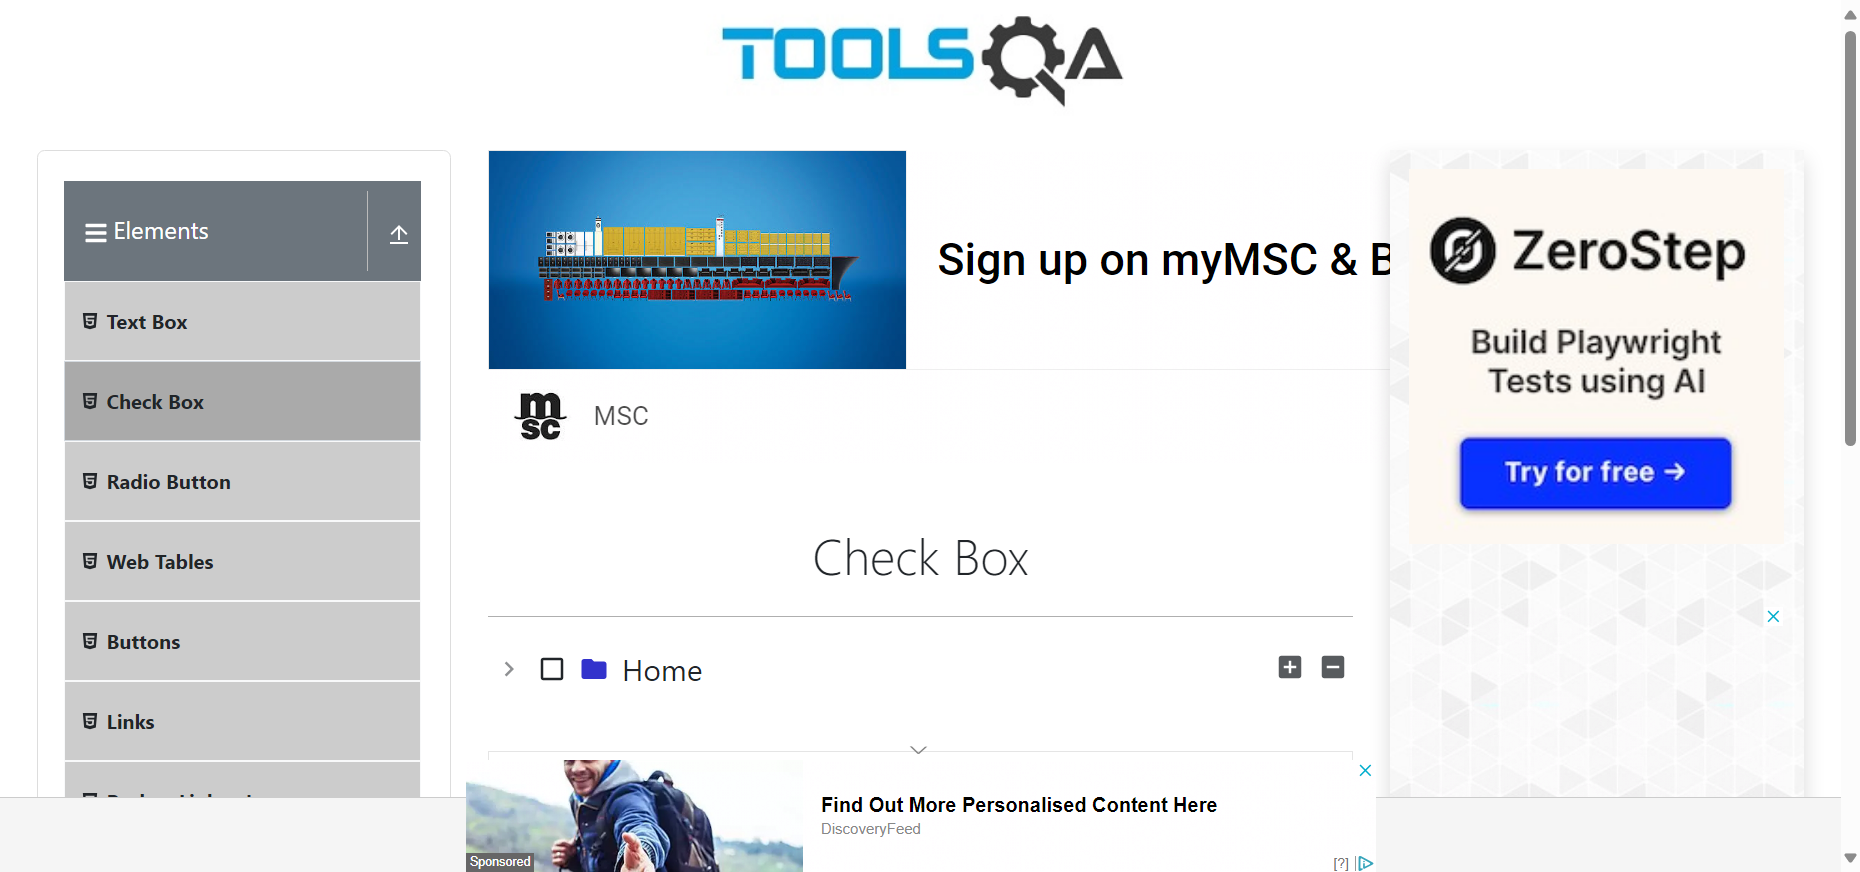 TOOLSQA
Elements
Text Box
Check Box
Radio Button
Web Tables
Buttons
Links
Sign up on myMSC & B
msc
MSC
Check Box
Home
ZeroStep
Build Playwright
Tests using AI
Try for free →
Find Out More Personalised Content Here
DiscoveryFeed
Sponsored
[?]